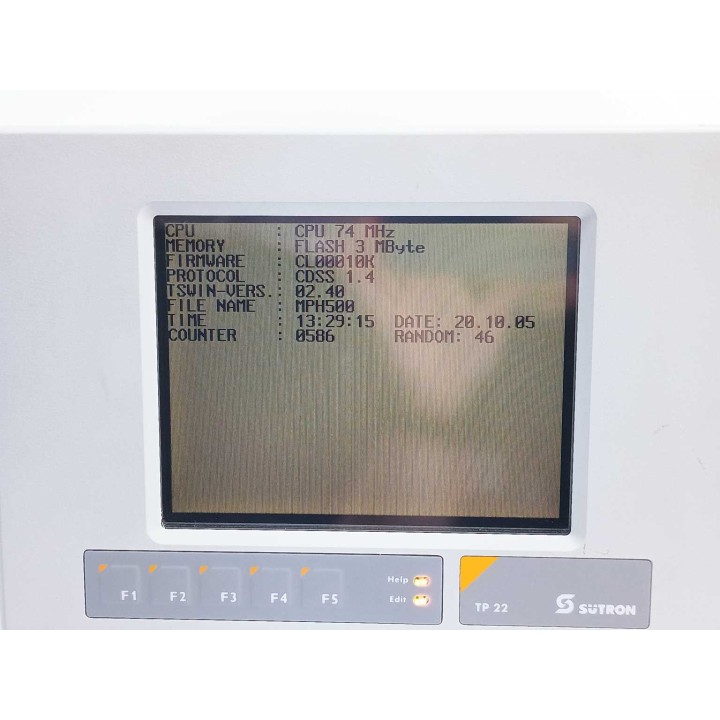 CPU : CPU 74 MHz
MEMORY : FLASH 3 MByte
FIRMWARE : CL00010K
PROTOCOL : CDSS 1.4
TSWIN-VERS.: 02.40
FILE NAME : MPH500
TIME : 13:29:15 DATE: 20.10.05
COUNTER : 0586 RANDOM: 46
F1 F2 F3 F4 F5
Help
Edit
TP 22 SÜTRON